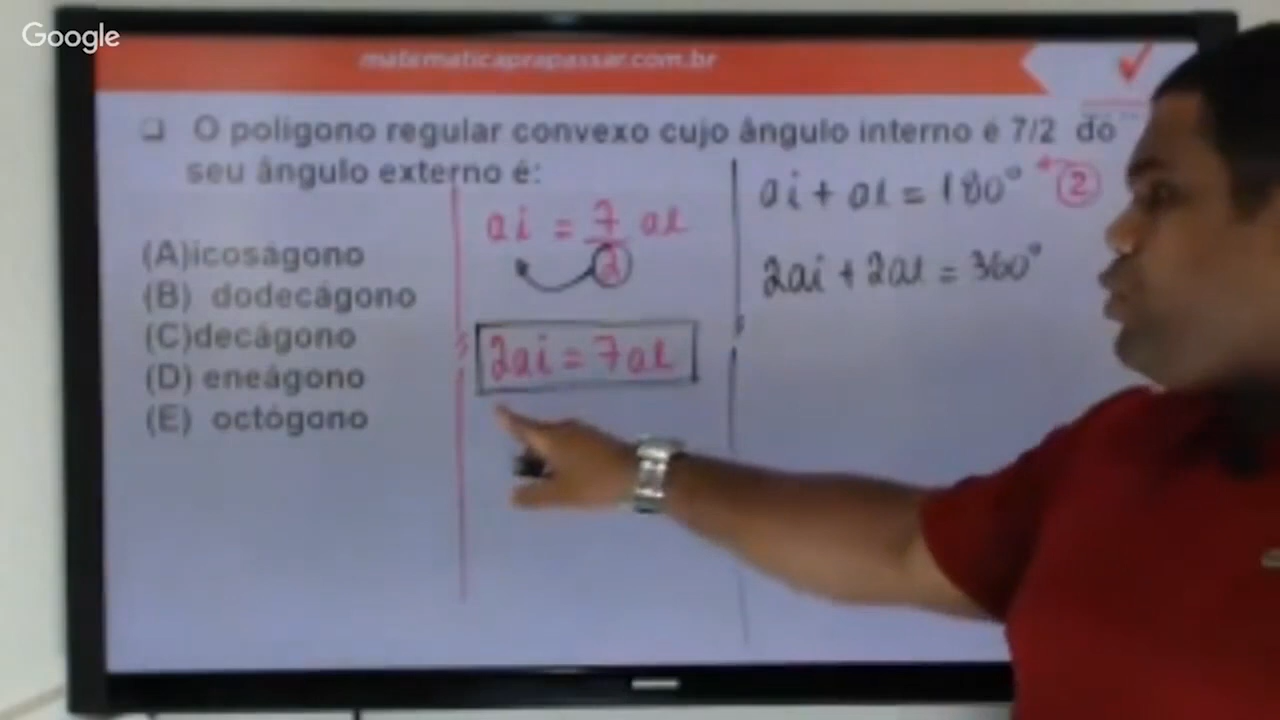 Google
matematicaprapassar.com.br
❑ O polígono regular convexo cujo ângulo interno é 7/2 do
seu ângulo externo é:
(A)icoságono
(B) dodecágono
(C)decágono
(D) eneágono
(E) octógono
ai = 7/2 ae
2ai = 7ae
ai + ae = 180° × 2
2ai + 2ae = 360°